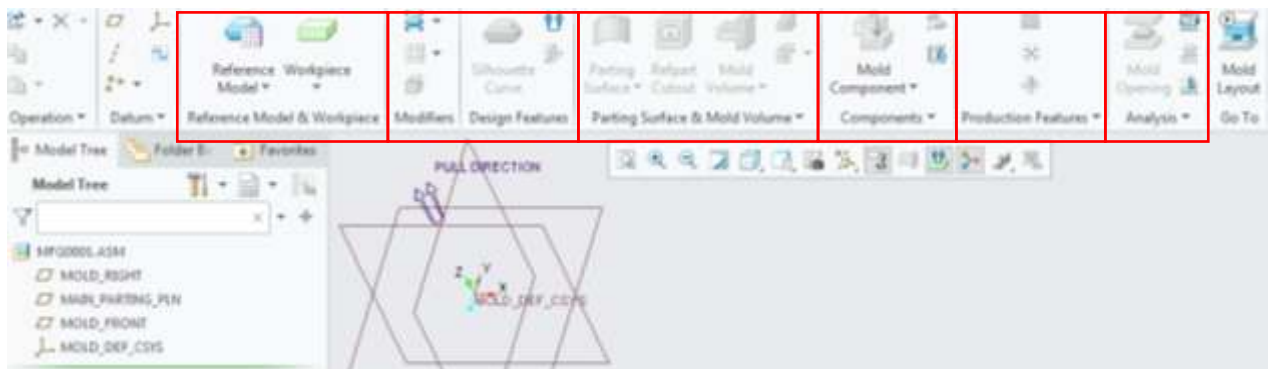 Reference Model
Workpiece
Silhouette Curve
Parting Surface
Refpart Cutout
Mold Volume
Mold Component
Mold Opening
Mold Layout
Operation
Datum
Reference Model & Workpiece
Modifiers
Design Features
Parting Surface & Mold Volume
Components
Production Features
Analysis
Go To
Model Tree
Folder B
Favorites
Model Tree
MFG0001.ASM
MOLD_RIGHT
MAIN_PARTING_PLN
MOLD_FRONT
MOLD_DEF_CSYS
PULL DIRECTION
Z
Y
X
MOLD_DEF_CSYS